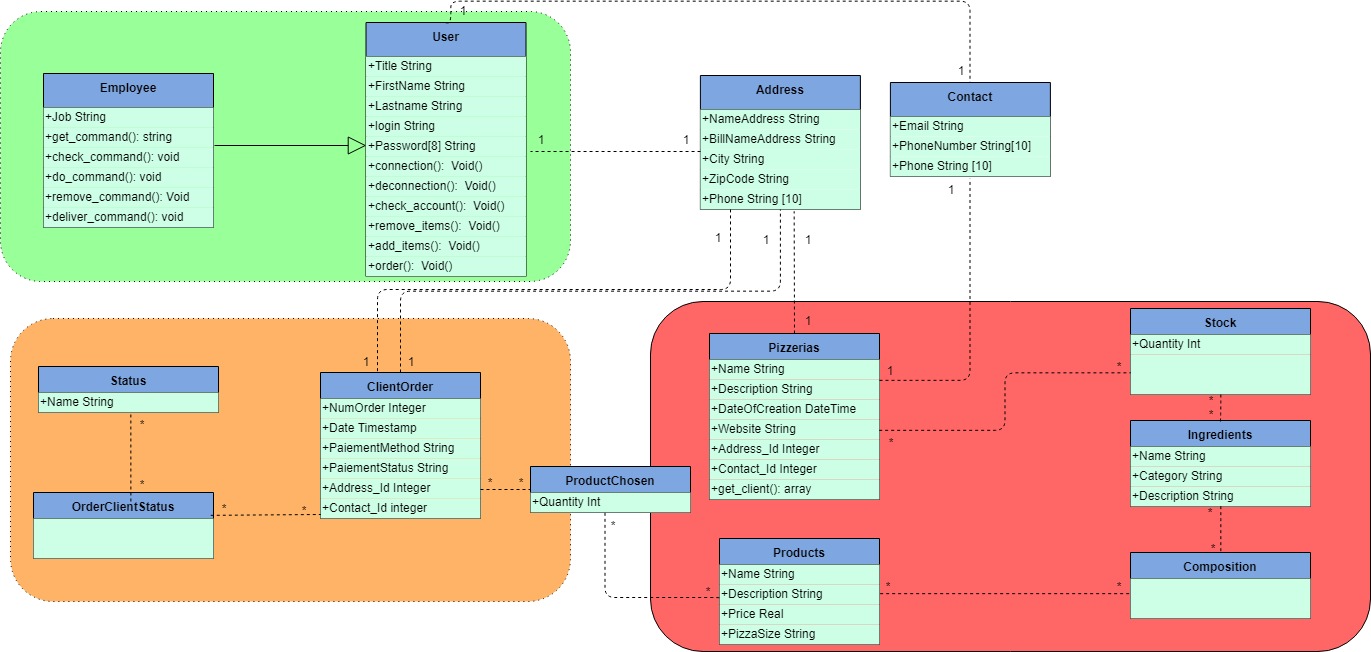 User
+Title String
+FirstName String
+Lastname String
+login String
+Password[8] String
+connection():  Void()
+deconnection():  Void()
+check_account():  Void()
+remove_items():  Void()
+add_items():  Void()
+order():  Void()
Employee
+Job String
+get_command(): string
+check_command(): void
+do_command(): void
+remove_command(): Void
+deliver_command(): void
Address
+NameAddress String
+BillNameAddress String
+City String
+ZipCode String
+Phone String [10]
Contact
+Email String
+PhoneNumber String[10]
+Phone String [10]
1
1
1
1
1
1
1
1
1
1
1
1
1
Status
+Name String
*
*
OrderClientStatus
*
*
ClientOrder
+NumOrder Integer
+Date Timestamp
+PaiementMethod String
+PaiementStatus String
+Address_Id Integer
+Contact_Id integer
*
*
ProductChosen
+Quantity Int
*
*
Pizzerias
+Name String
+Description String
+DateOfCreation DateTime
+Website String
+Address_Id Integer
+Contact_Id Integer
+get_client(): array
*
*
Stock
+Quantity Int
*
*
Ingredients
+Name String
+Category String
+Description String
*
*
Products
+Name String
+Description String
+Price Real
+PizzaSize String
*
*
Composition